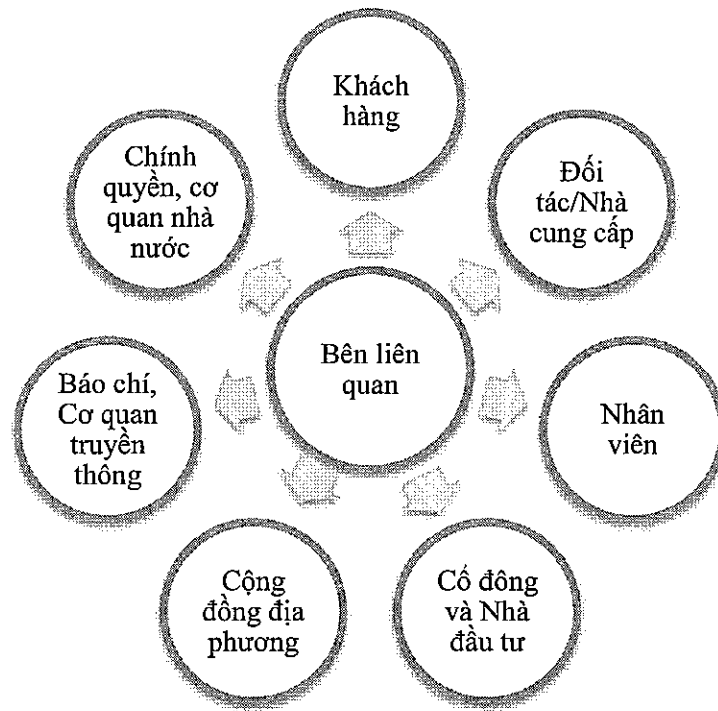 Khách
hàng
Đối
tác/Nhà
cung cấp
Nhân
viên
Cổ đông
và Nhà
đầu tư
Cộng
đồng địa
phương
Báo chí,
Cơ quan
truyền
thông
Chính
quyền, cơ
quan nhà
nước
Bên liên
quan